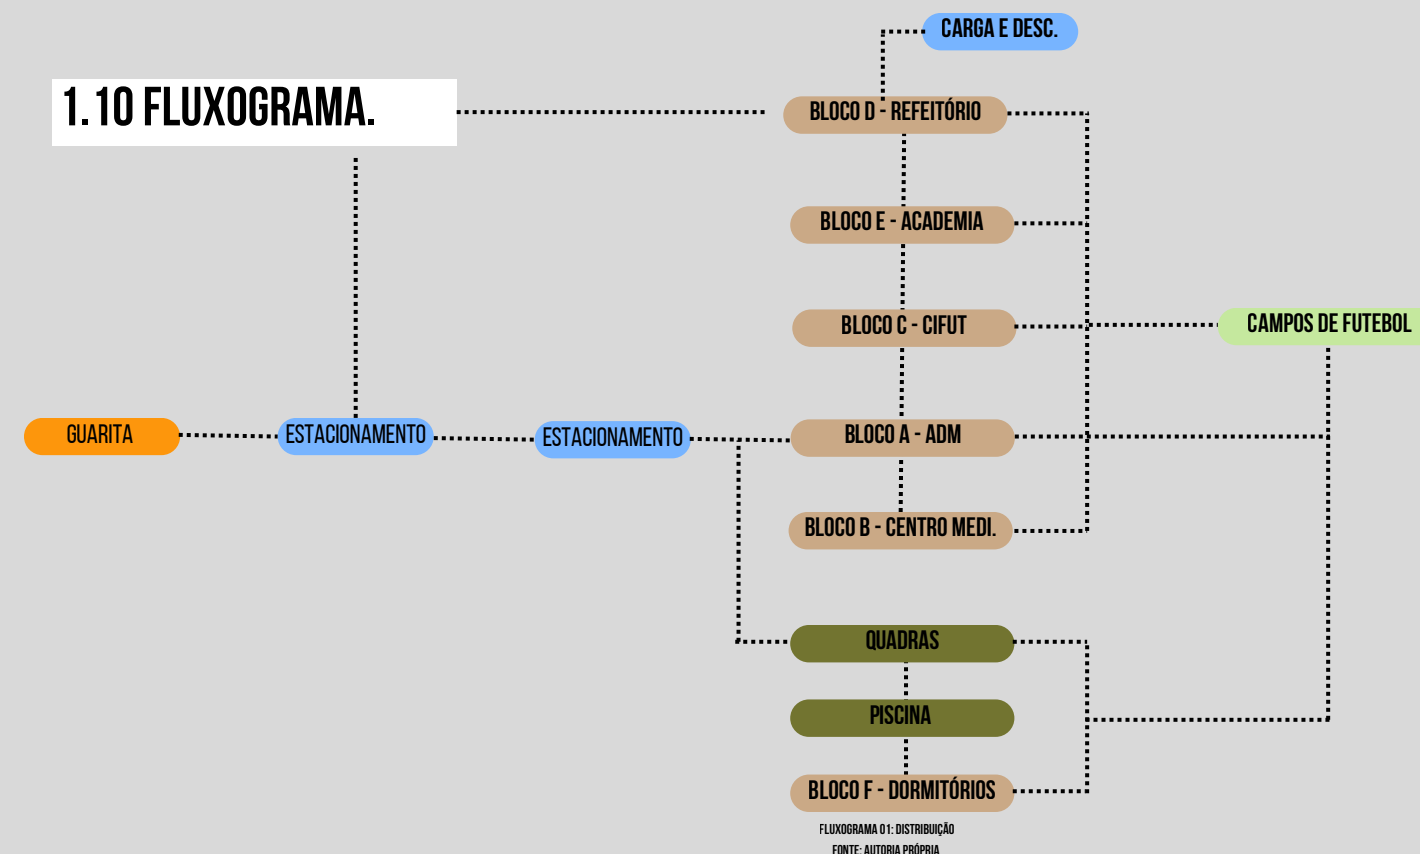 CARGA E DESC.
1.10 FLUXOGRAMA.
BLOCO D - REFEITÓRIO
BLOCO E - ACADEMIA
BLOCO C - CIFUT
CAMPOS DE FUTEBOL
GUARITA
ESTACIONAMENTO
ESTACIONAMENTO
BLOCO A - ADM
BLOCO B - CENTRO MEDI.
QUADRAS
PISCINA
BLOCO F - DORMITÓRIOS
FLUXOGRAMA 01: DISTRIBUIÇÃO
FONTE: AUTORIA PRÓPRIA